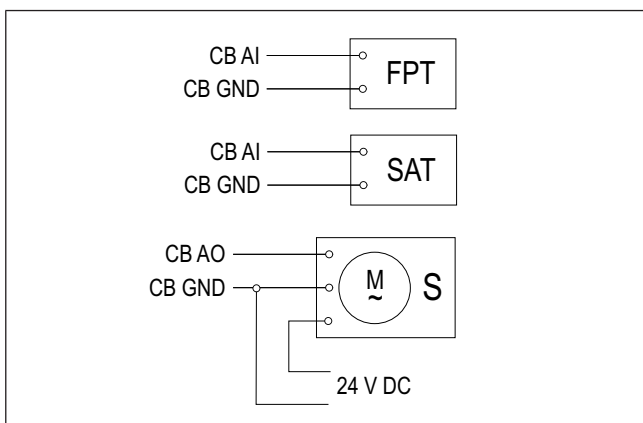 CB AI
FPT
CB GND
CB AI
SAT
CB GND
CB AO
CB GND
M
~
S
24 V DC